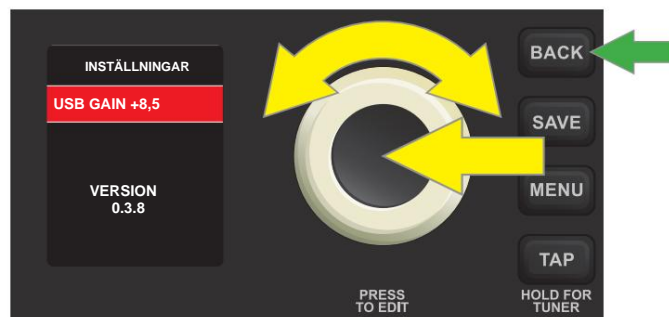 INSTÄLLNINGAR
USB GAIN +8,5
VERSION
0.3.8
BACK
SAVE
MENU
TAP
PRESS
TO EDIT
HOLD FOR
TUNER